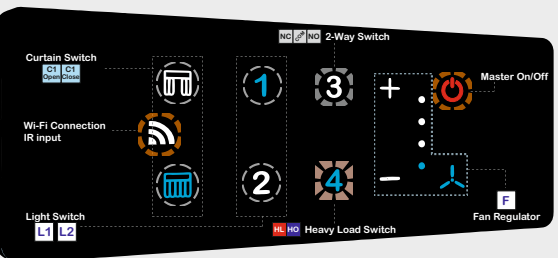 NC COM NO 2-Way Switch
Curtain Switch
C1 Open C1 Close
1
3
+
Master On/Off
Wi-Fi Connection
IR input
2
4
−
F
Fan Regulator
Light Switch
L1 L2
HL HO Heavy Load Switch